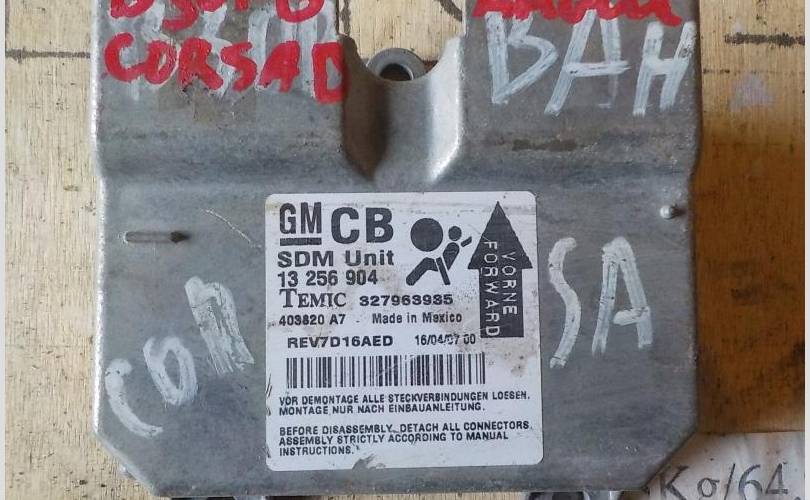 CORSA D
BAH
GM CB
SDM Unit
13 256 904
TEMIC 327963935
403820 A7 Made in Mexico
REV7D16AED 16/04/07 00
VORNE
FORWARD
COR
SA
VOR DEMONTAGE ALLE STECKVERBINDUNGEN LOESEN.
MONTAGE NUR NACH EINBAUANLEITUNG.
BEFORE DISASSEMBLY, DETACH ALL CONNECTORS.
ASSEMBLY STRICTLY ACCORDING TO MANUAL
INSTRUCTIONS.